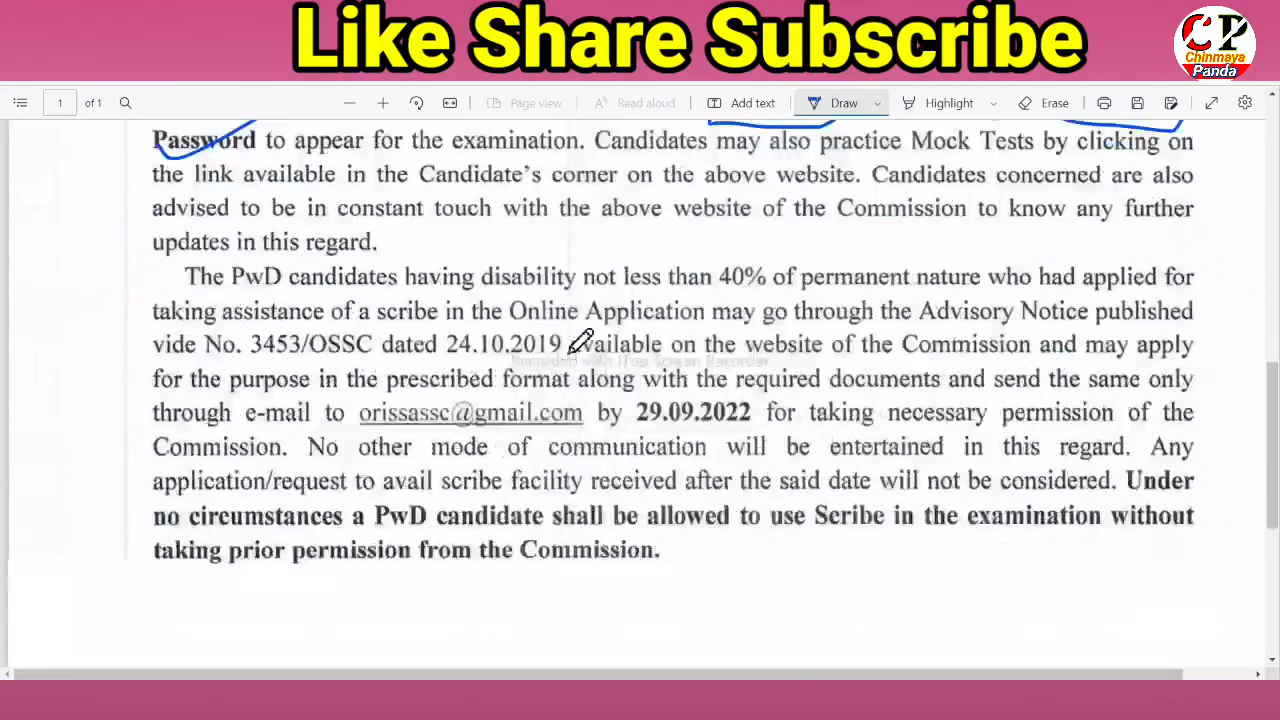 Like Share Subscribe
CP
Chinmaya
Panda
1 of 1
Page view
Read aloud
Add text
Draw
Highlight
Erase
Password to appear for the examination. Candidates may also practice Mock Tests by clicking on
the link available in the Candidate's corner on the above website. Candidates concerned are also
advised to be in constant touch with the above website of the Commission to know any further
updates in this regard.
The PwD candidates having disability not less than 40% of permanent nature who had applied for
taking assistance of a scribe in the Online Application may go through the Advisory Notice published
vide No. 3453/OSSC dated 24.10.2019 available on the website of the Commission and may apply
Recorded with iTop Screen Recorder
for the purpose in the prescribed format along with the required documents and send the same only
through e-mail to orissassc@gmail.com by 29.09.2022 for taking necessary permission of the
Commission. No other mode of communication will be entertained in this regard. Any
application/request to avail scribe facility received after the said date will not be considered. Under
no circumstances a PwD candidate shall be allowed to use Scribe in the examination without
taking prior permission from the Commission.